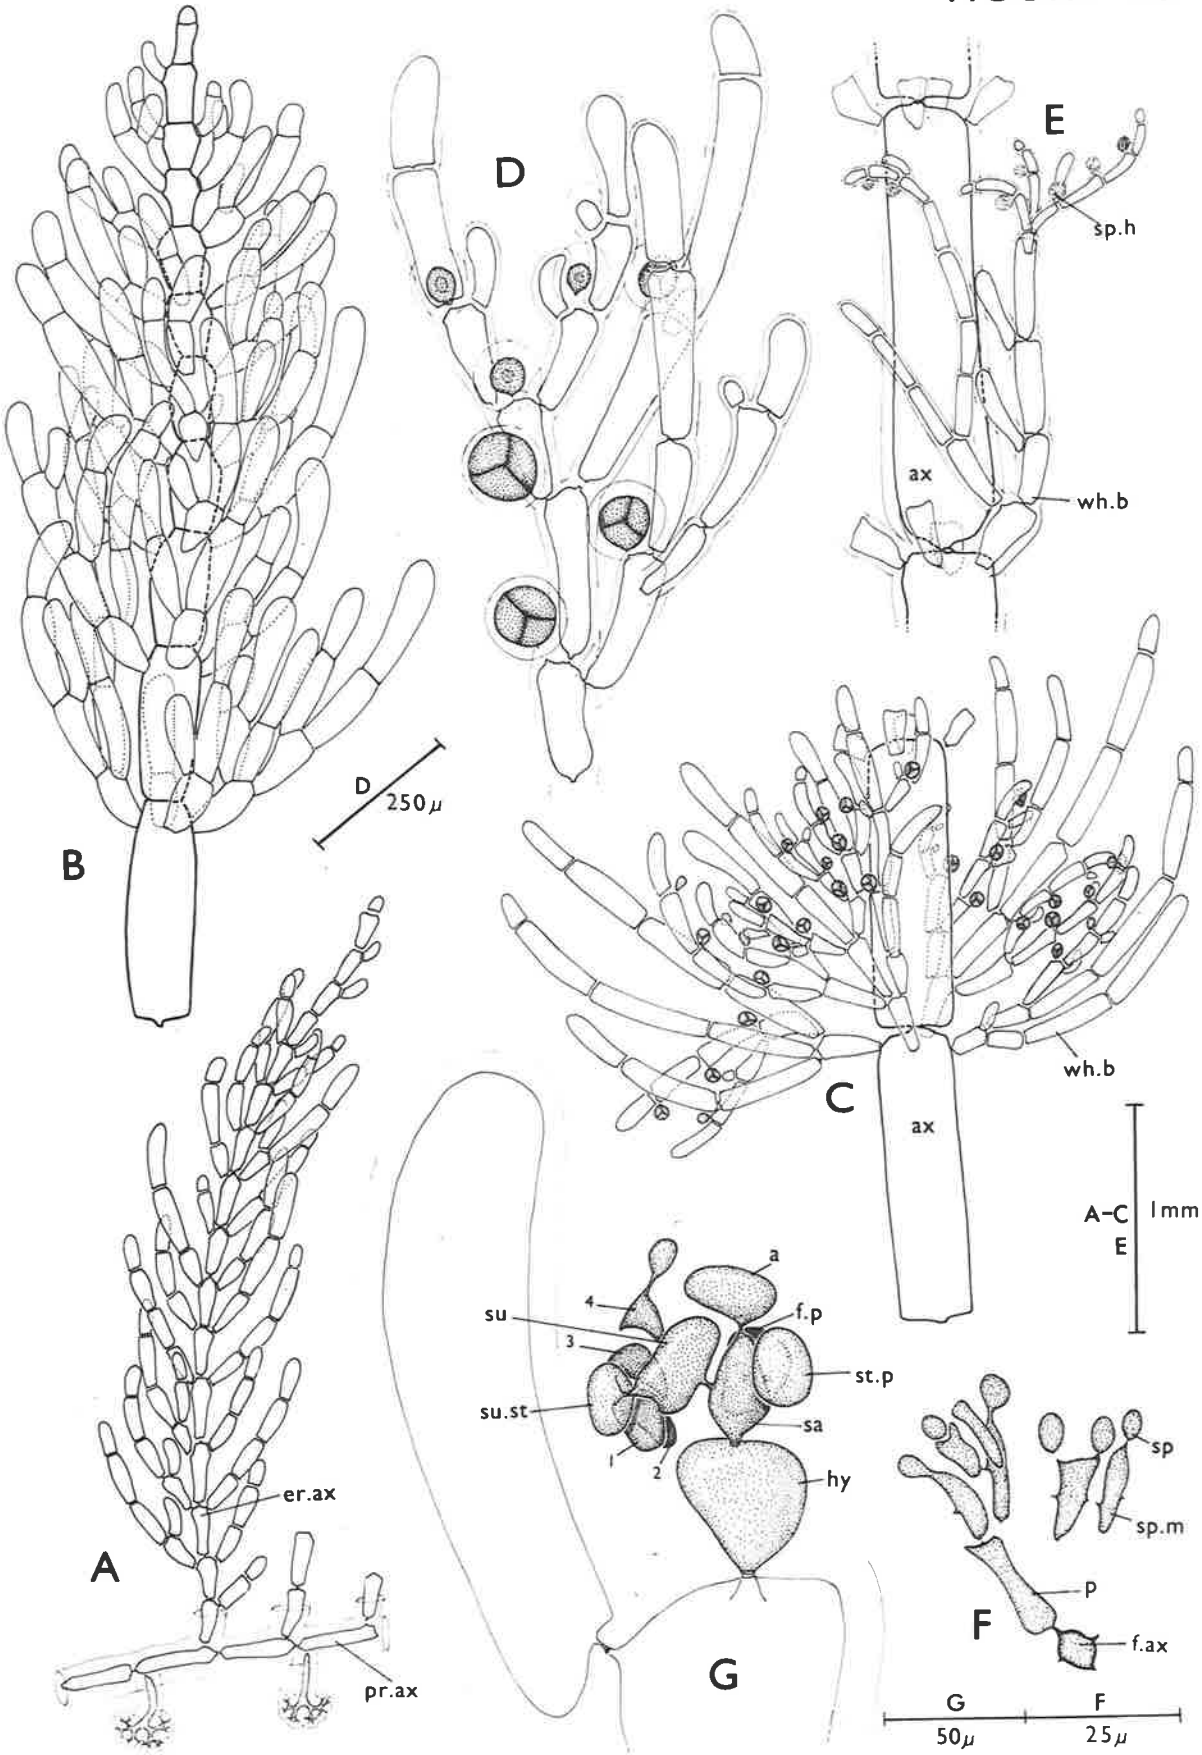 E
D
sp.h
ax
wh.b
D
250μ
B
wh.b
C
ax
A-C
E
1mm
a
4
su
f.p
3
st.p
su.st
sa
1
2
hy
sp
er.ax
sp.m
A
p
F
f.ax
G
pr.ax
G
F
50μ
25μ